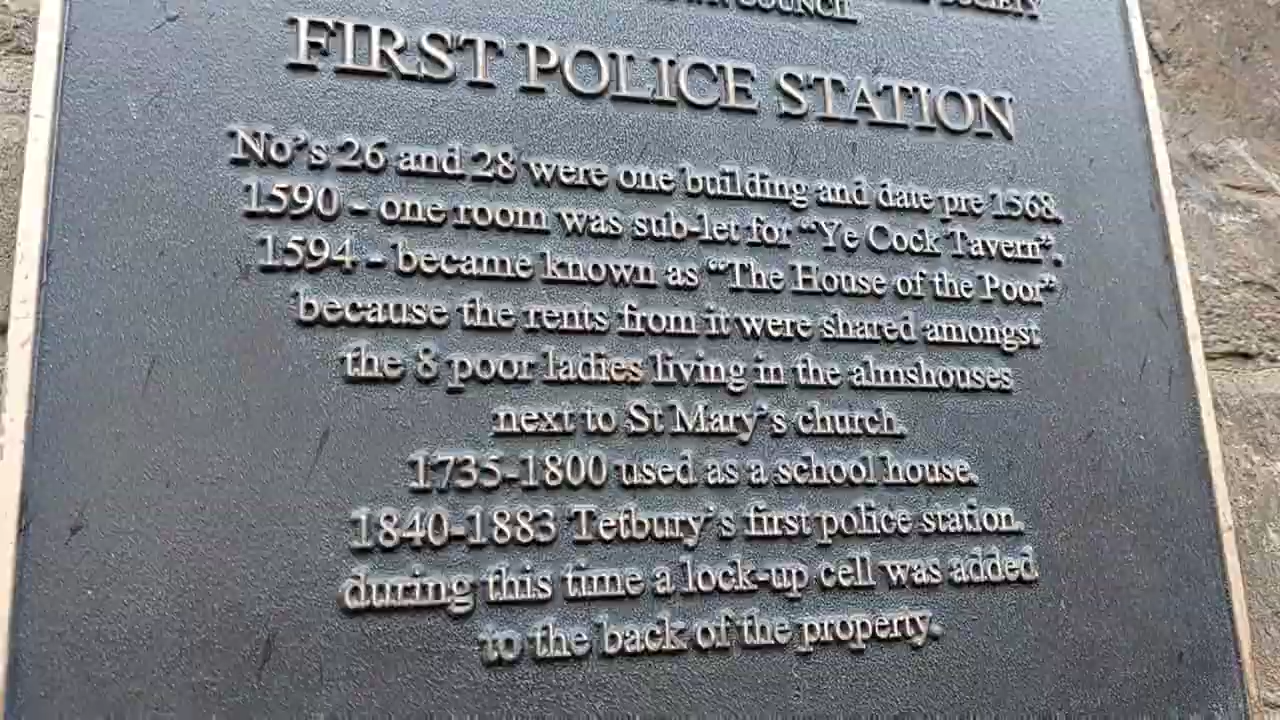 COUNCIL SOCIETY
FIRST POLICE STATION
No's 26 and 28 were one building and date pre 1568.
1590 - one room was sub-let for "Ye Cock Tavern".
1594 - became known as "The House of the Poor"
because the rents from it were shared amongst
the 8 poor ladies living in the almshouses
next to St Mary's church.
1735-1800 used as a school house.
1840-1883 Tetbury's first police station.
during this time a lock-up cell was added
to the back of the property.